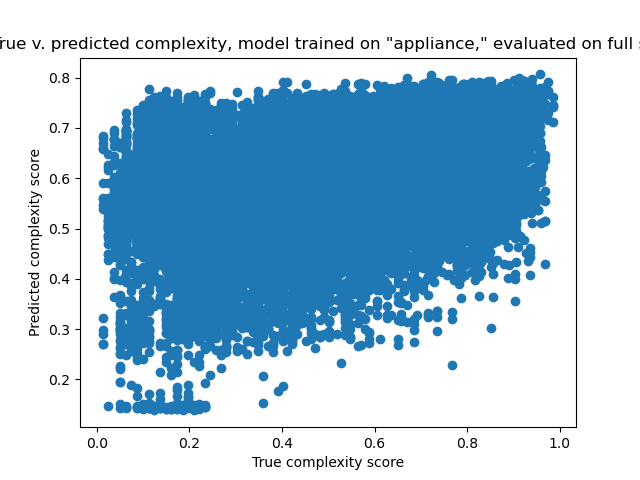 rue v. predicted complexity, model trained on "appliance," evaluated on full s
0.8
0.7
0.6
0.5
0.4
0.3
0.2
Predicted complexity score
0.0 0.2 0.4 0.6 0.8 1.0
True complexity score